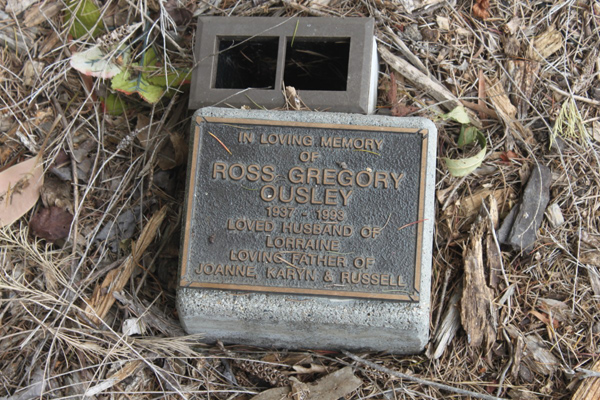 IN LOVING MEMORY
OF
ROSS GREGORY
OUSLEY
1937 - 1993
LOVED HUSBAND OF
LORRAINE
LOVING FATHER OF
JOANNE, KARYN & RUSSELL